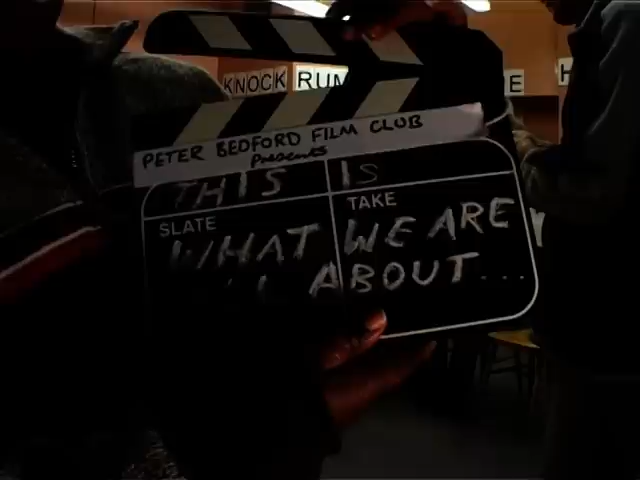 KNOCK RUM
E H
PETER BEDFORD FILM CLUB
presents
THIS IS
SLATE TAKE
WHAT WE ARE
ABOUT...